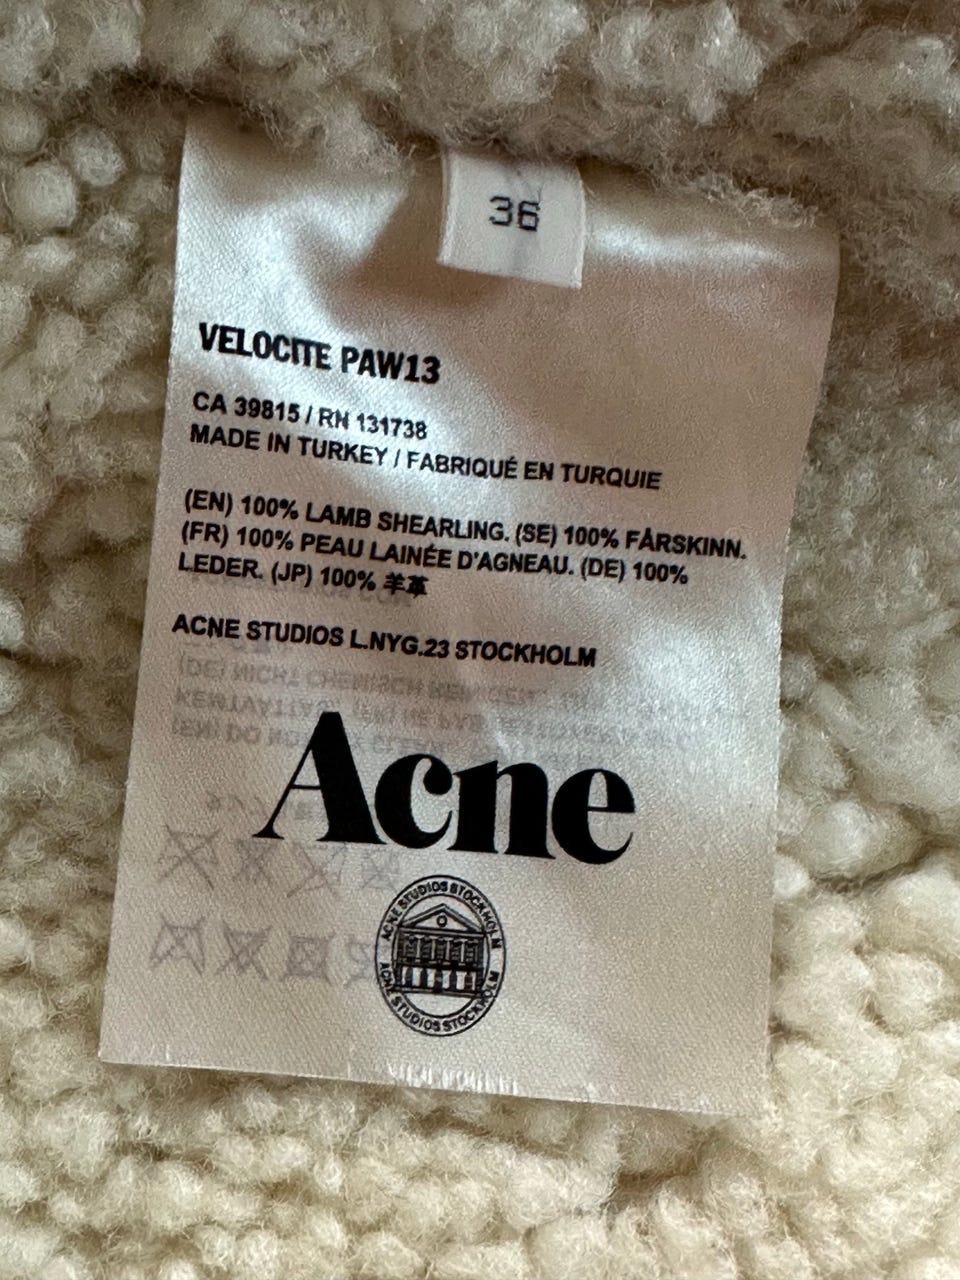 36
VELOCITE PAW13
CA 39815 / RN 131738
MADE IN TURKEY / FABRIQUÉ EN TURQUIE
(EN) 100% LAMB SHEARLING. (SE) 100% FÅRSKINN.
(FR) 100% PEAU LAINÉE D'AGNEAU. (DE) 100%
LEDER. (JP) 100% 羊革
ACNE STUDIOS L.NYG.23 STOCKHOLM
Acne
ACNE STUDIOS STOCKHOLM
ACNE STUDIOS STOCKHOLM